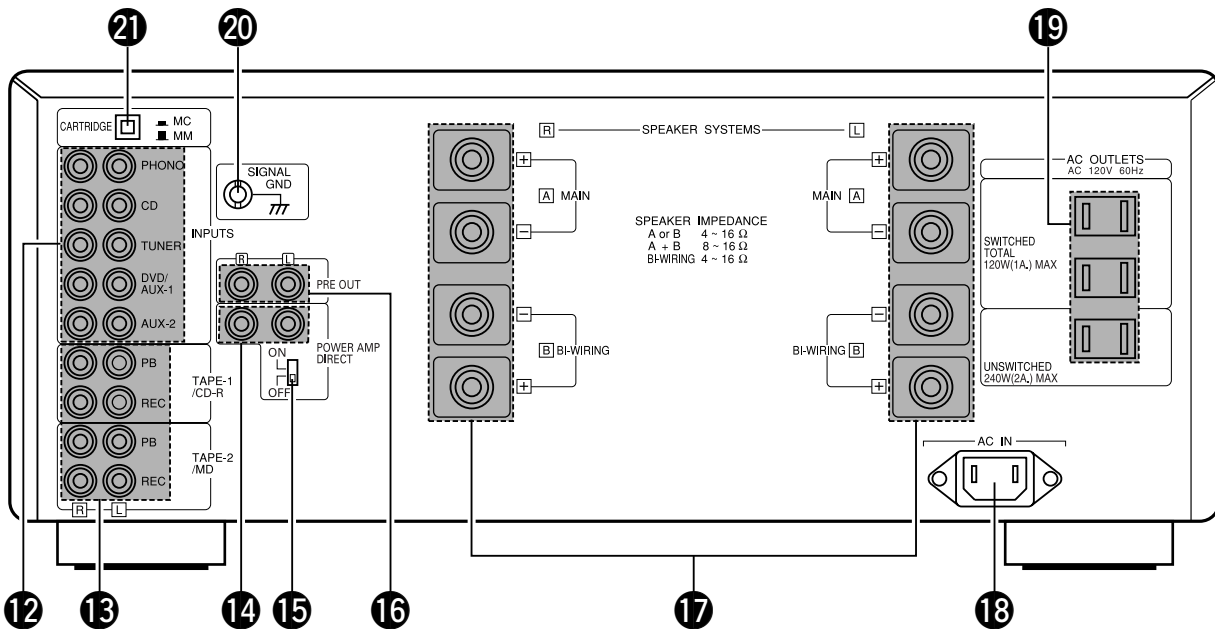 21
20
19
CARTRIDGE
MC
MM
PHONO
CD
TUNER
DVD/
AUX-1
AUX-2
INPUTS
PB
REC
TAPE-1
/CD-R
PB
REC
TAPE-2
/MD
R
L
SIGNAL
GND
R
L
PRE OUT
POWER AMP
DIRECT
ON
OFF
R
SPEAKER SYSTEMS
L
+
A MAIN
−
−
B BI-WIRING
+
SPEAKER IMPEDANCE
A or B 4 ~ 16 Ω
A + B 8 ~ 16 Ω
BI-WIRING 4 ~ 16 Ω
+
MAIN A
−
−
BI-WIRING B
+
AC OUTLETS
AC 120V 60Hz
SWITCHED
TOTAL
120W(1A.) MAX
UNSWITCHED
240W(2A.) MAX
AC IN
12
13
14
15
16
17
18